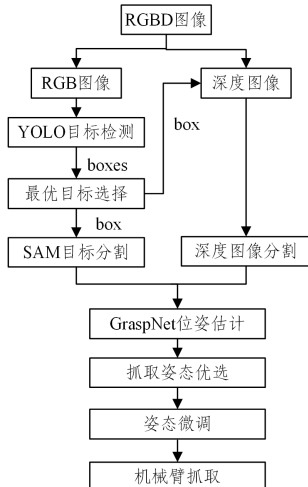 RGBD图像
RGB图像
深度图像
YOLO目标检测
box
boxes
最优目标选择
box
SAM目标分割
深度图像分割
GraspNet位姿估计
抓取姿态优选
姿态微调
机械臂抓取